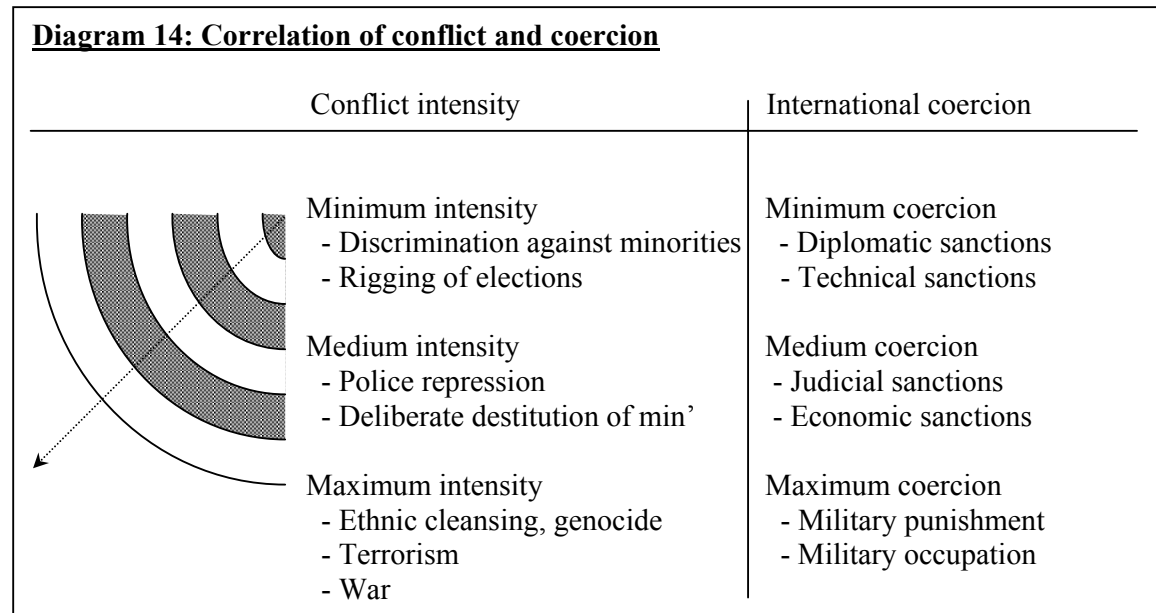 Diagram 14: Correlation of conflict and coercion
Conflict intensity
International coercion
Minimum intensity
- Discrimination against minorities
- Rigging of elections
Minimum coercion
- Diplomatic sanctions
- Technical sanctions
Medium intensity
- Police repression
- Deliberate destitution of min’
Medium coercion
- Judicial sanctions
- Economic sanctions
Maximum intensity
- Ethnic cleansing, genocide
- Terrorism
- War
Maximum coercion
- Military punishment
- Military occupation